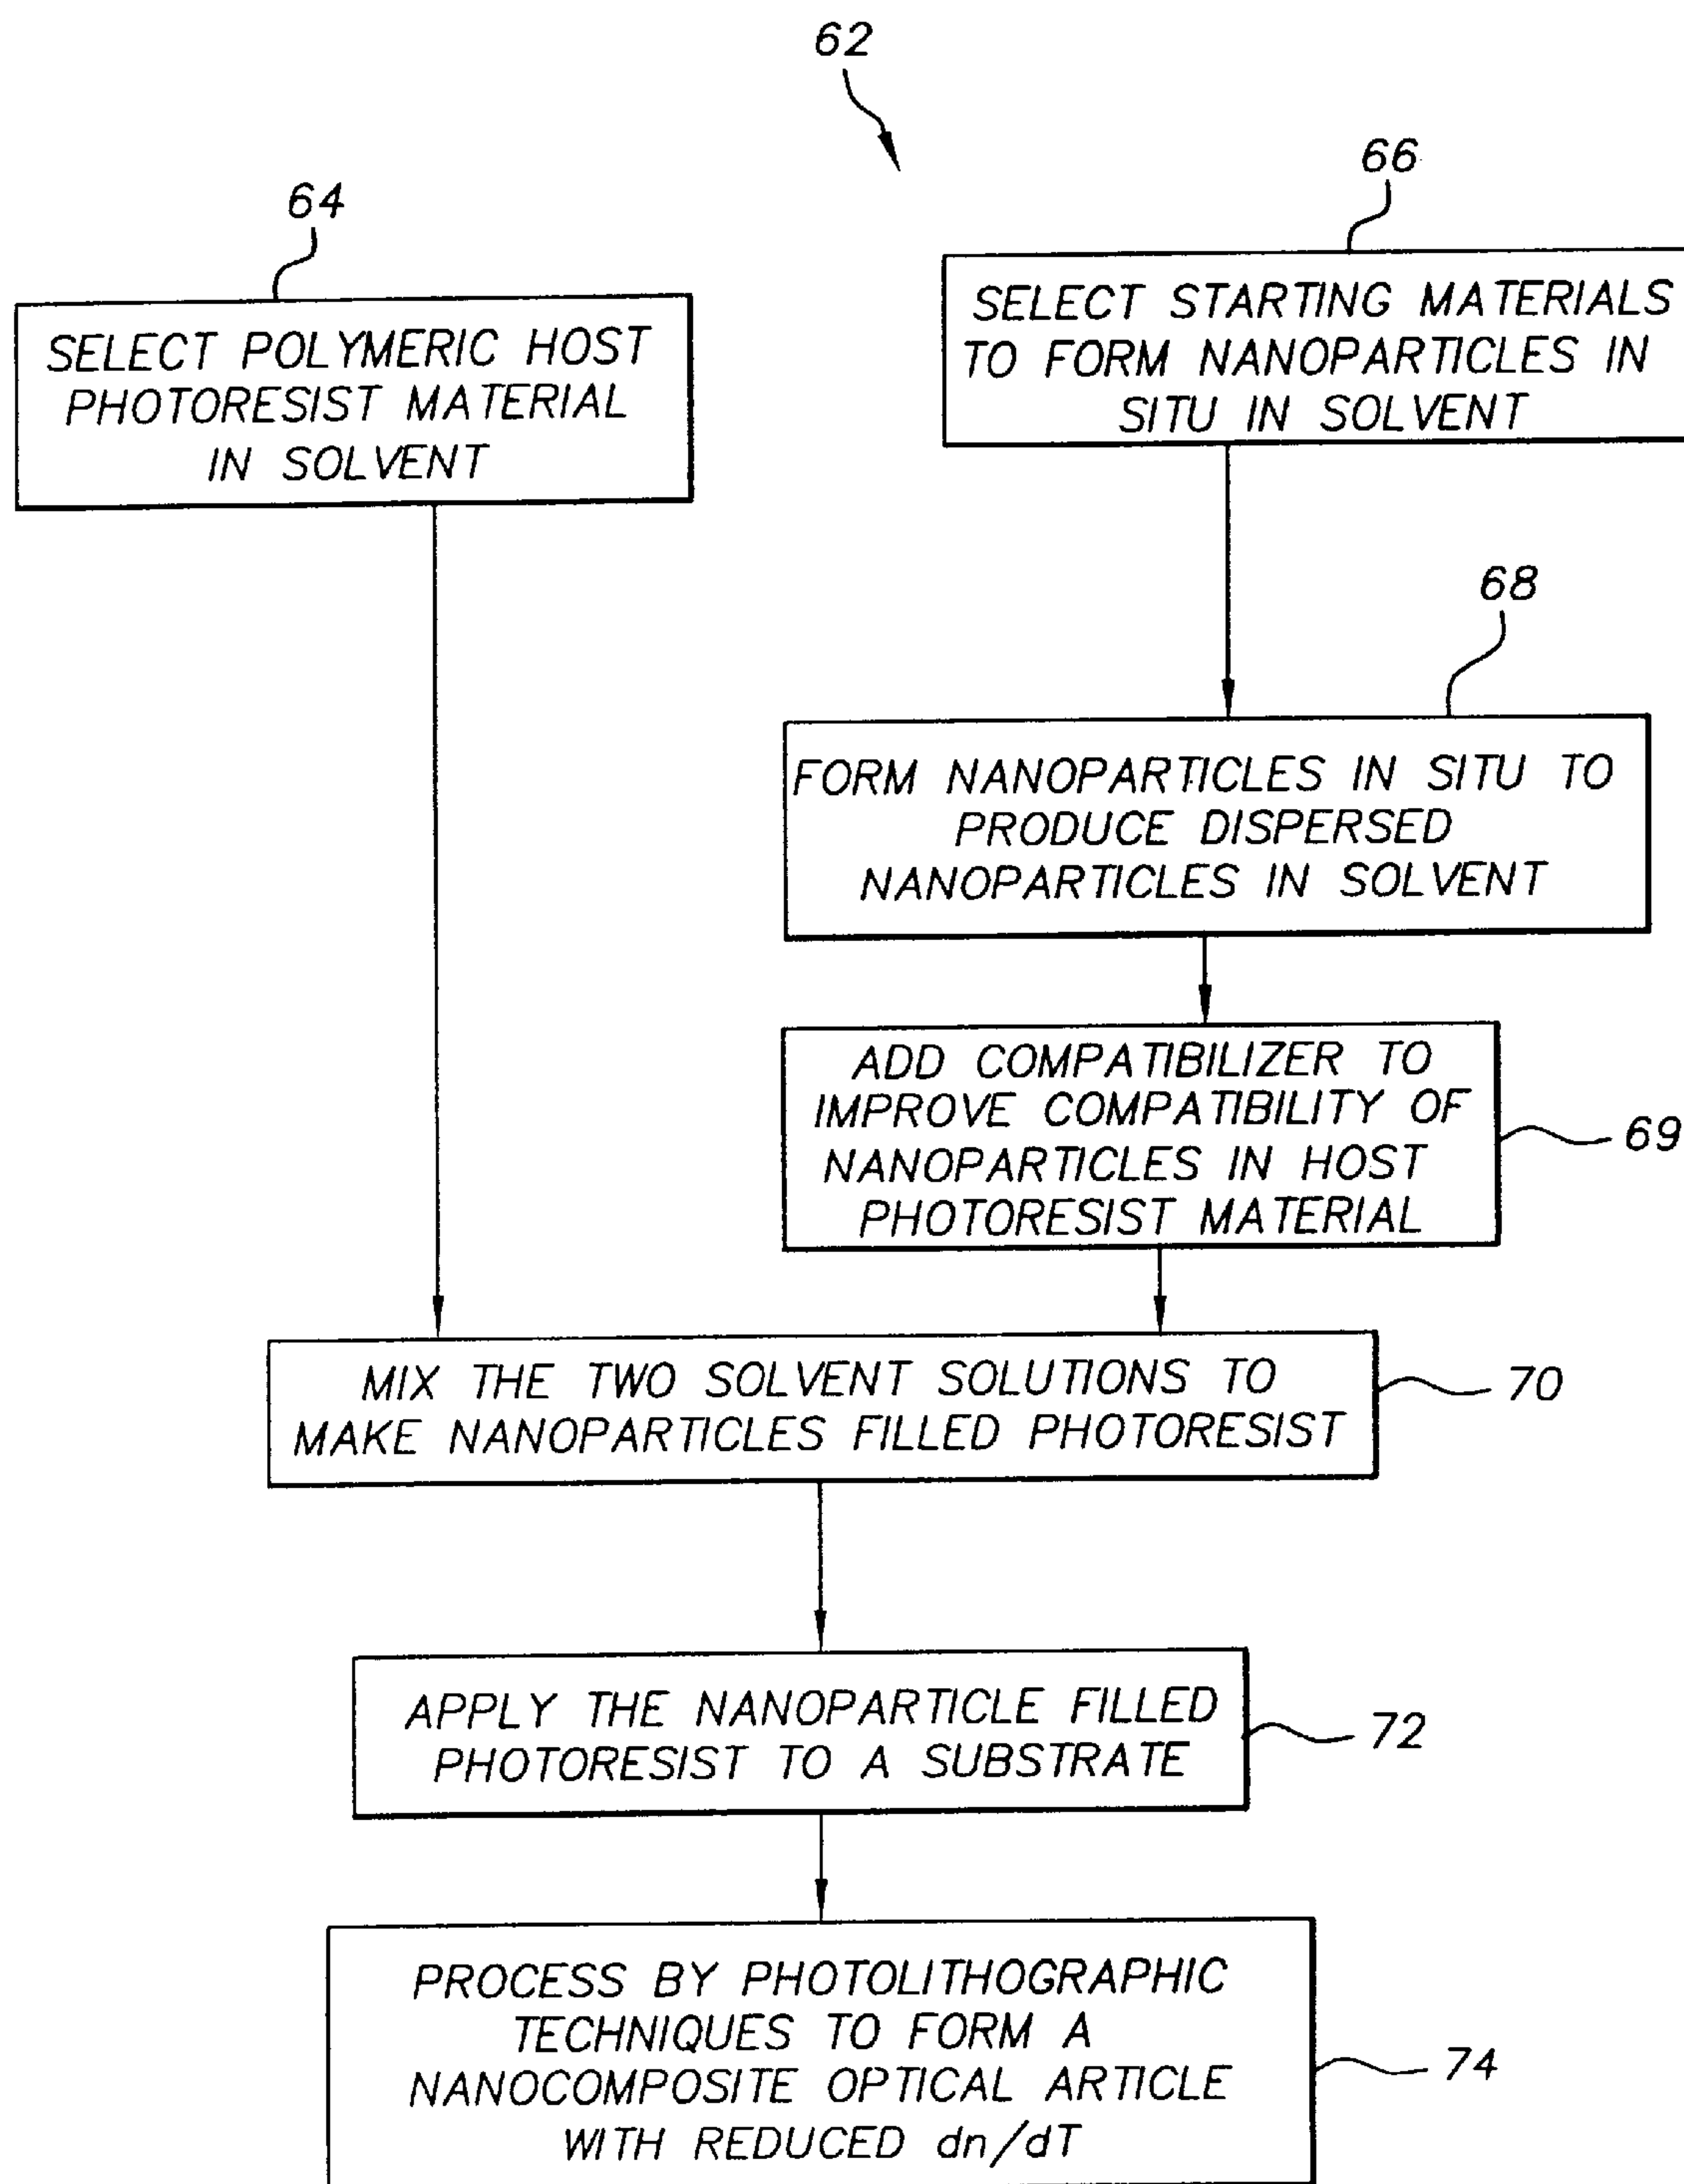 62
64
SELECT POLYMERIC HOST
PHOTORESIST MATERIAL
IN SOLVENT
66
SELECT STARTING MATERIALS
TO FORM NANOPARTICLES IN
SITU IN SOLVENT
68
FORM NANOPARTICLES IN SITU TO
PRODUCE DISPERSED
NANOPARTICLES IN SOLVENT
ADD COMPATIBILIZER TO
IMPROVE COMPATIBILITY OF
NANOPARTICLES IN HOST
PHOTORESIST MATERIAL
69
MIX THE TWO SOLVENT SOLUTIONS TO
MAKE NANOPARTICLES FILLED PHOTORESIST
70
APPLY THE NANOPARTICLE FILLED
PHOTORESIST TO A SUBSTRATE
72
PROCESS BY PHOTOLITHOGRAPHIC
TECHNIQUES TO FORM A
NANOCOMPOSITE OPTICAL ARTICLE
WITH REDUCED dn/dT
74